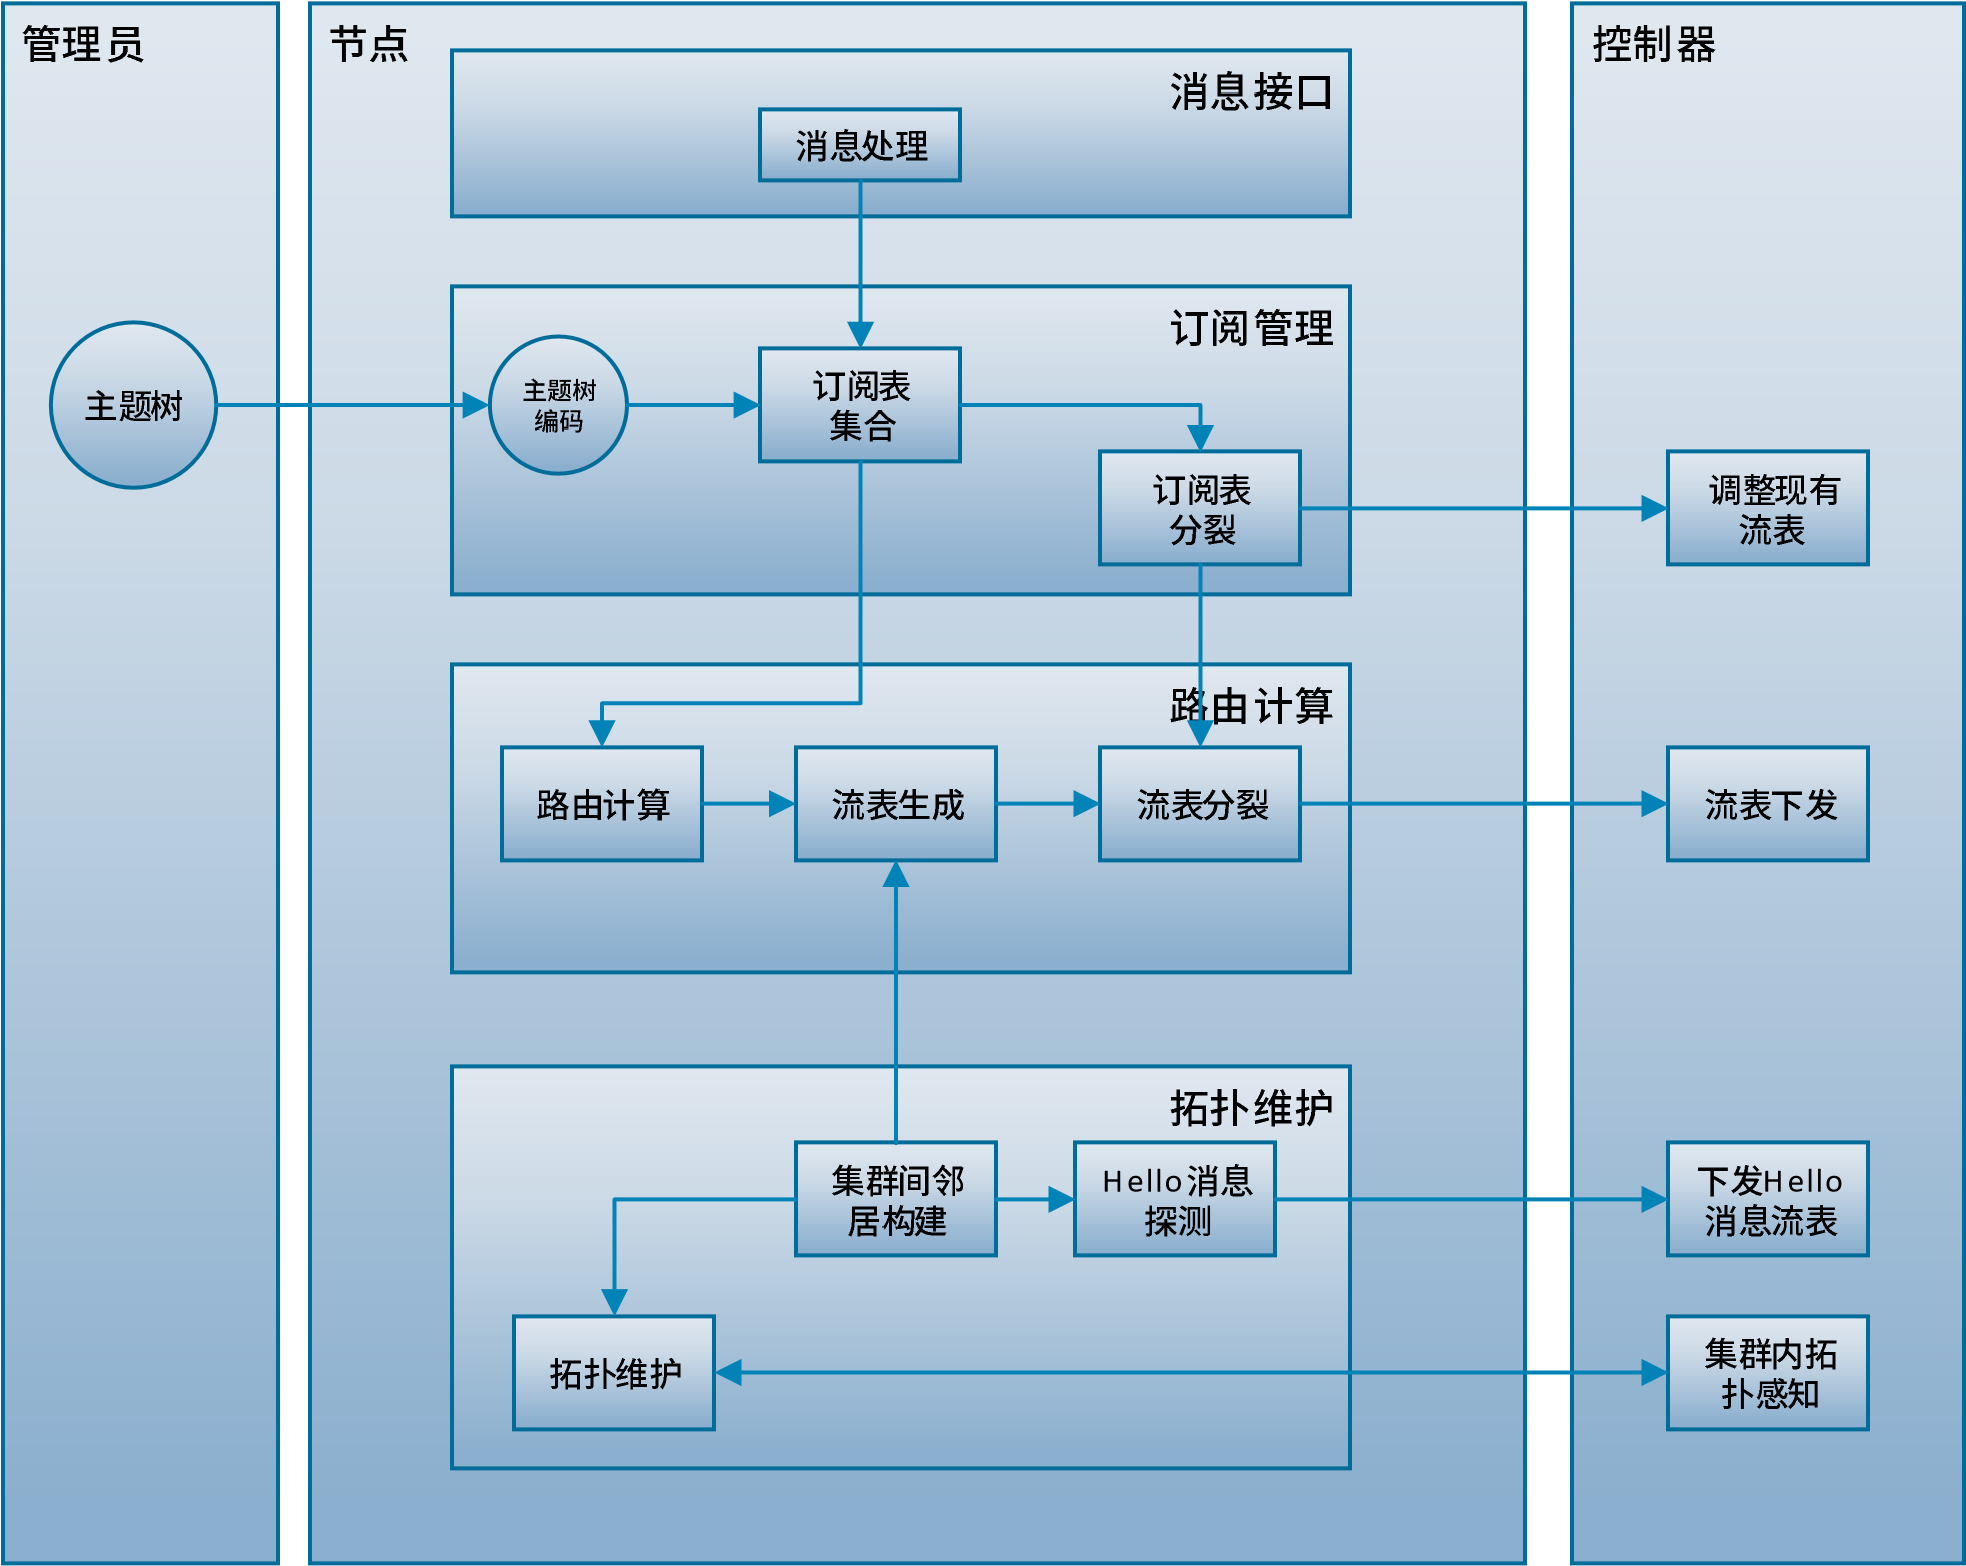 管理员
节点
控制器
消息接口
消息处理
订阅管理
主题树
主题树
编码
订阅表
集合
订阅表
分裂
调整现有
流表
路由计算
路由计算
流表生成
流表分裂
流表下发
拓扑维护
集群间邻
居构建
Hello消息
探测
下发Hello
消息流表
拓扑维护
集群内拓
扑感知